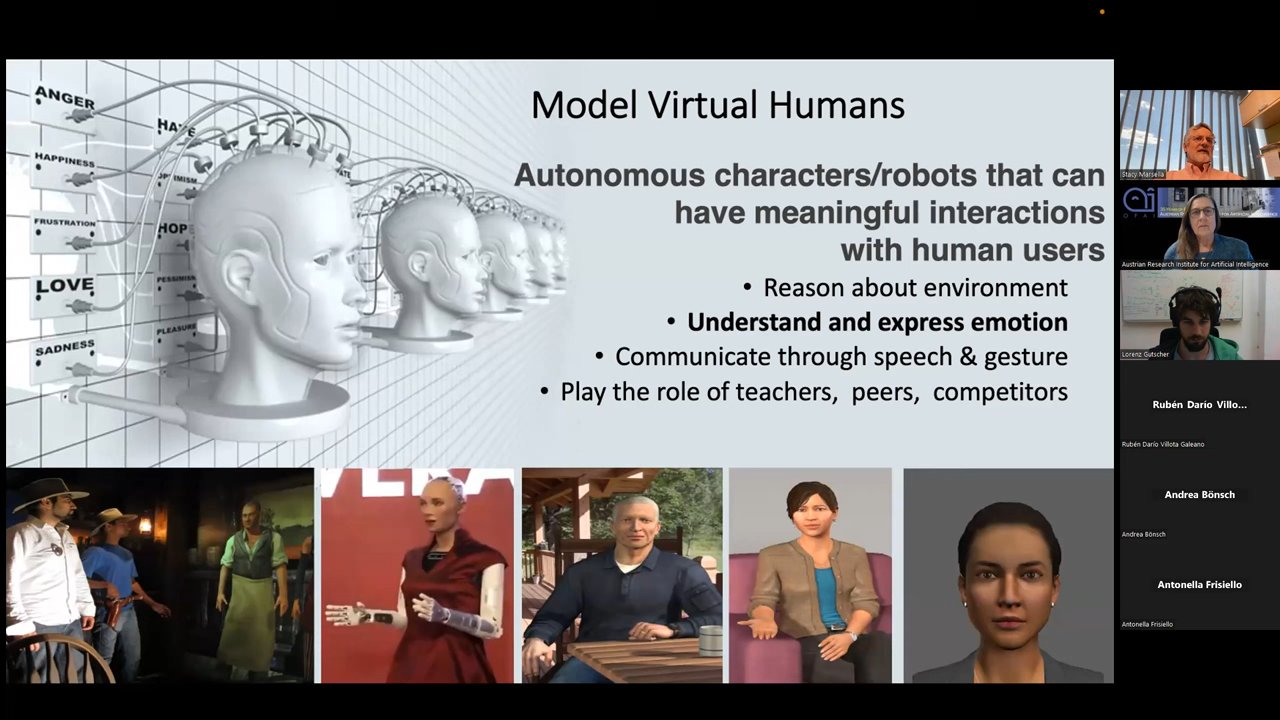 Model Virtual Humans
Autonomous characters/robots that can
have meaningful interactions
with human users
• Reason about environment
• Understand and express emotion
• Communicate through speech & gesture
• Play the role of teachers, peers, competitors
ANGER
HATE
HAPPINESS
OPTIMISM
FRUSTRATION
HOPE
LOVE
PESSIMISM
SADNESS
PLEASURE
Stacy Marsella
Austrian Research Institute for Artificial Intelligence
Lorenz Gutscher
Rubén Darío Villo...
Rubén Darío Villota Galeano
Andrea Bönsch
Andrea Bönsch
Antonella Frisiello
Antonella Frisiello